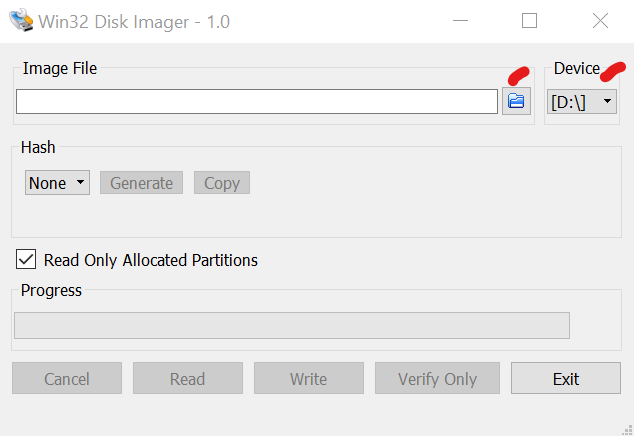 Win32 Disk Imager - 1.0
Image File
Device
[D:\]
Hash
None Generate Copy
Read Only Allocated Partitions
Progress
Cancel Read Write Verify Only Exit